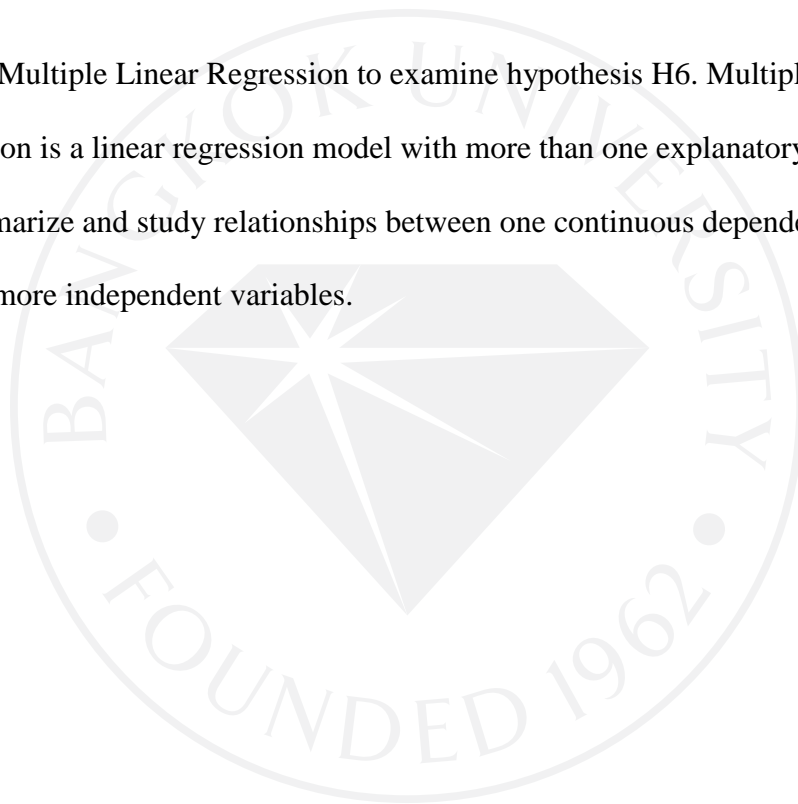 Multiple Linear Regression to examine hypothesis H6. Multipl
on is a linear regression model with more than one explanatory
marize and study relationships between one continuous depend
more independent variables.
BANGKOK UNIVERSITY
• FOUNDED 1962 •